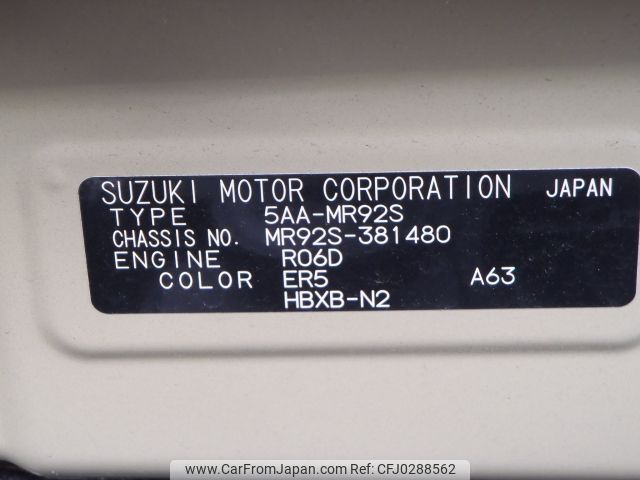 SUZUKI MOTOR CORPORATION JAPAN
TYPE 5AA-MR92S
CHASSIS NO. MR92S-381480
ENGINE R06D
COLOR ER5 A63
HBXB-N2
www.CarFromJapan.com | Ref No. CFJ0288562